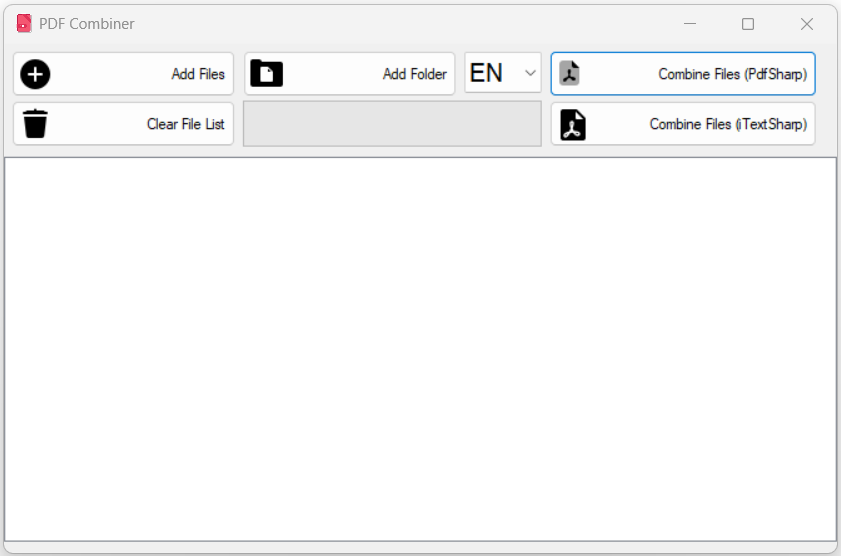 PDF Combiner
Add Files
Add Folder
EN
Combine Files (PdfSharp)
Clear File List
Combine Files (iTextSharp)